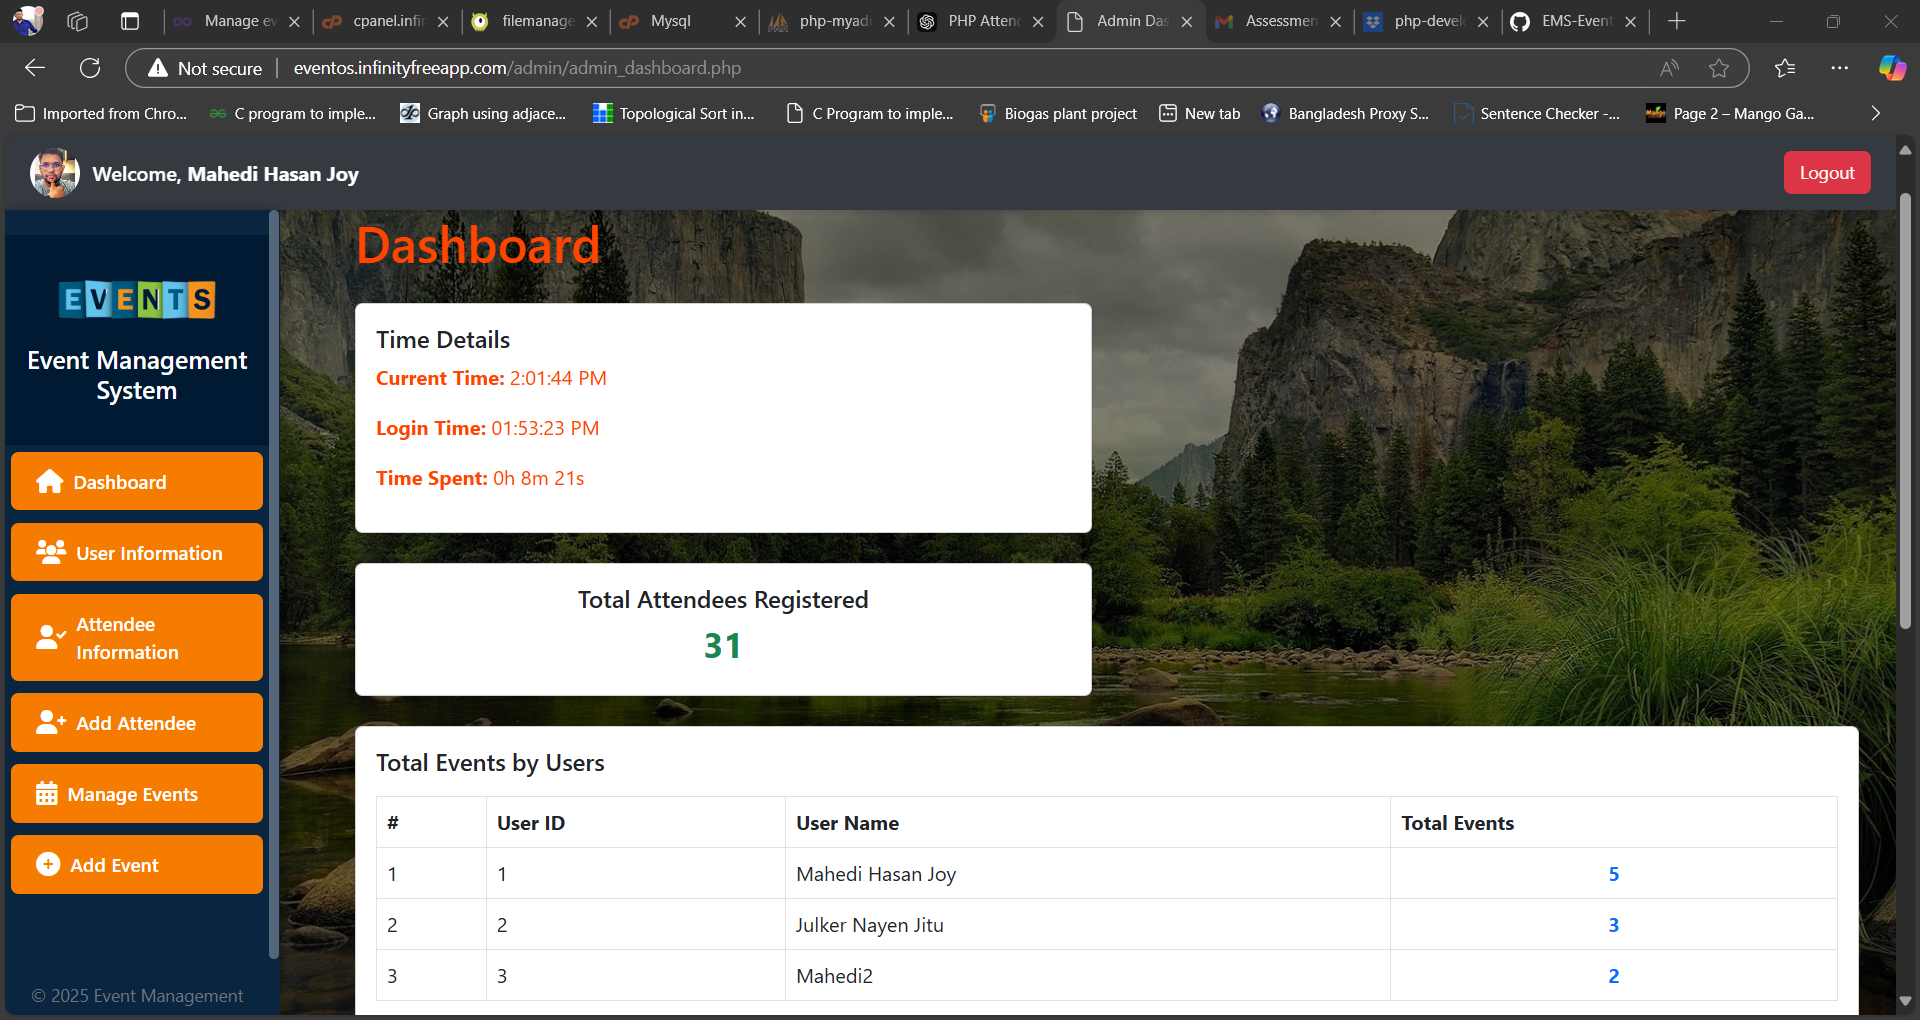 Manage ev
cpanel.infin
filemanage
Mysql
php-myadm
PHP Attend
Admin Das
Assessmen
php-devel
EMS-Event
Not secure
eventos.infinityfreeapp.com/admin/admin_dashboard.php
Imported from Chro...
C program to imple...
Graph using adjace...
Topological Sort in...
C Program to imple...
Biogas plant project
New tab
Bangladesh Proxy S...
Sentence Checker -...
Page 2 – Mango Ga...
Welcome, Mahedi Hasan Joy
Logout
EVENTS
Event Management
System
Dashboard
User Information
Attendee
Information
Add Attendee
Manage Events
Add Event
© 2025 Event Management
Dashboard
Time Details
Current Time: 2:01:44 PM
Login Time: 01:53:23 PM
Time Spent: 0h 8m 21s
Total Attendees Registered
31
Total Events by Users
# User ID User Name Total Events
1 1 Mahedi Hasan Joy 5
2 2 Julker Nayen Jitu 3
3 3 Mahedi2 2